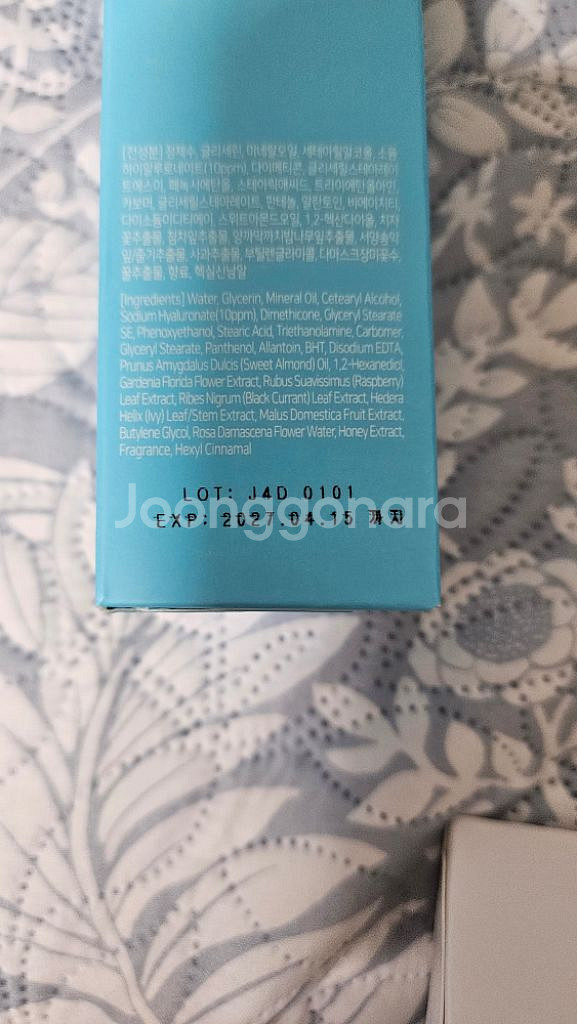 [전성분] 정제수, 글리세린, 미네랄오일, 세테아릴알코올, 소듐
하이알루로네이트(10ppm), 다이메티콘, 글리세릴스테아레이
트에스이, 페녹시에탄올, 스테아릭애씨드, 트리에탄올아민,
카보머, 글리세릴스테아레이트, 판테놀, 알란토인, 비에이치티,
다이소듐이디티에이, 스위트아몬드오일, 1,2-헥산다이올, 치자
꽃추출물, 첨차잎추출물, 양까막까치밥나무잎추출물, 서양송악
잎/줄기추출물, 사과추출물, 부틸렌글라이콜, 다마스크장미꽃수,
꿀추출물, 향료, 헥실신남알
[Ingredients] Water, Glycerin, Mineral Oil, Cetearyl Alcohol,
Sodium Hyaluronate(10ppm), Dimethicone, Glyceryl Stearate
SE, Phenoxyethanol, Stearic Acid, Triethanolamine, Carbomer,
Glyceryl Stearate, Panthenol, Allantoin, BHT, Disodium EDTA,
Prunus Amygdalus Dulcis (Sweet Almond) Oil, 1,2-Hexanediol,
Gardenia Florida Flower Extract, Rubus Suavissimus (Raspberry)
Leaf Extract, Ribes Nigrum (Black Currant) Leaf Extract, Hedera
Helix (Ivy) Leaf/Stem Extract, Malus Domestica Fruit Extract,
Butylene Glycol, Rosa Damascena Flower Water, Honey Extract,
Fragrance, Hexyl Cinnamal
LOT: J4D 0101
Joonggonara
EXP: 2027.04.15 까지